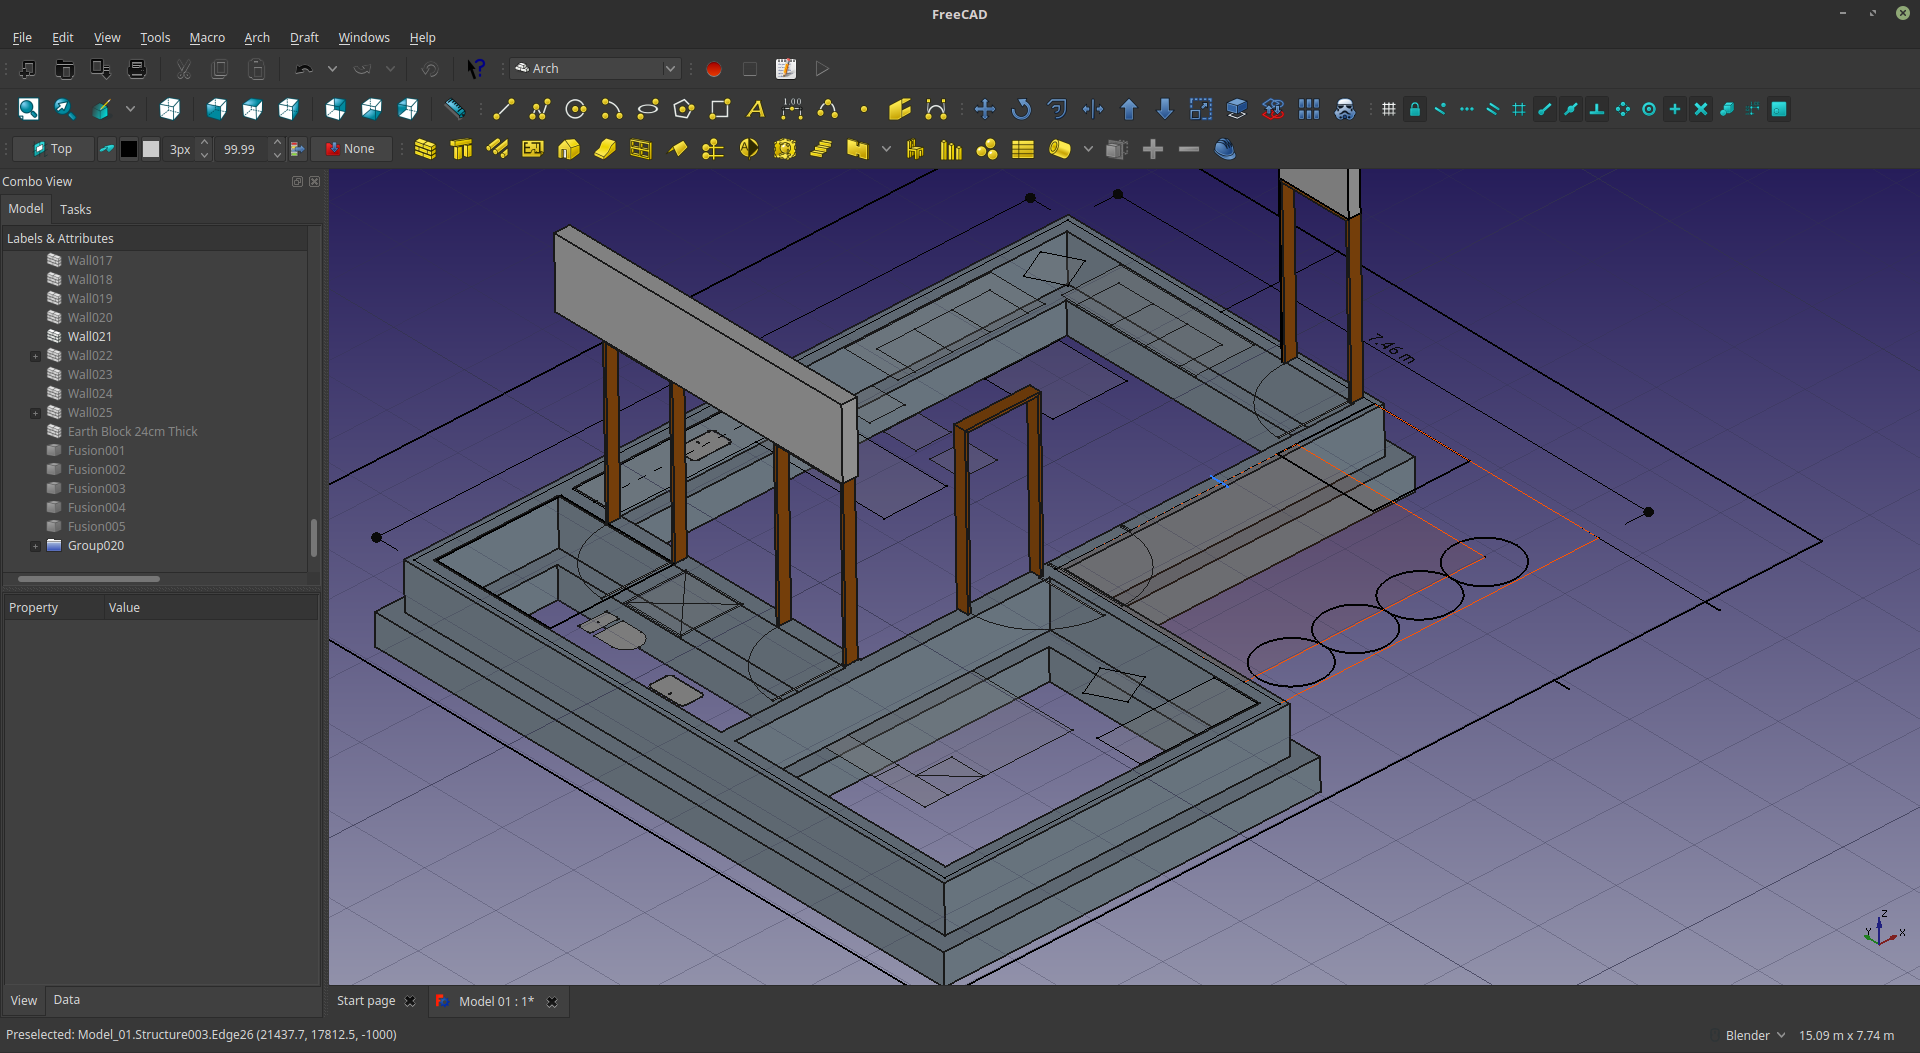 FreeCAD
File Edit View Tools Macro Arch Draft Windows Help
Arch
A 1.00
Top 3px 99.99 None
Combo View
Model Tasks
Labels & Attributes
Wall017
Wall018
Wall019
Wall020
Wall021
Wall022
Wall023
Wall024
Wall025
Earth Block 24cm Thick
Fusion001
Fusion002
Fusion003
Fusion004
Fusion005
Group020
Property Value
7.46 m
Z
Y X
View Data
Start page Model 01 : 1*
Preselected: Model_01.Structure003.Edge26 (21437.7, 17812.5, -1000)
Blender 15.09 m x 7.74 m